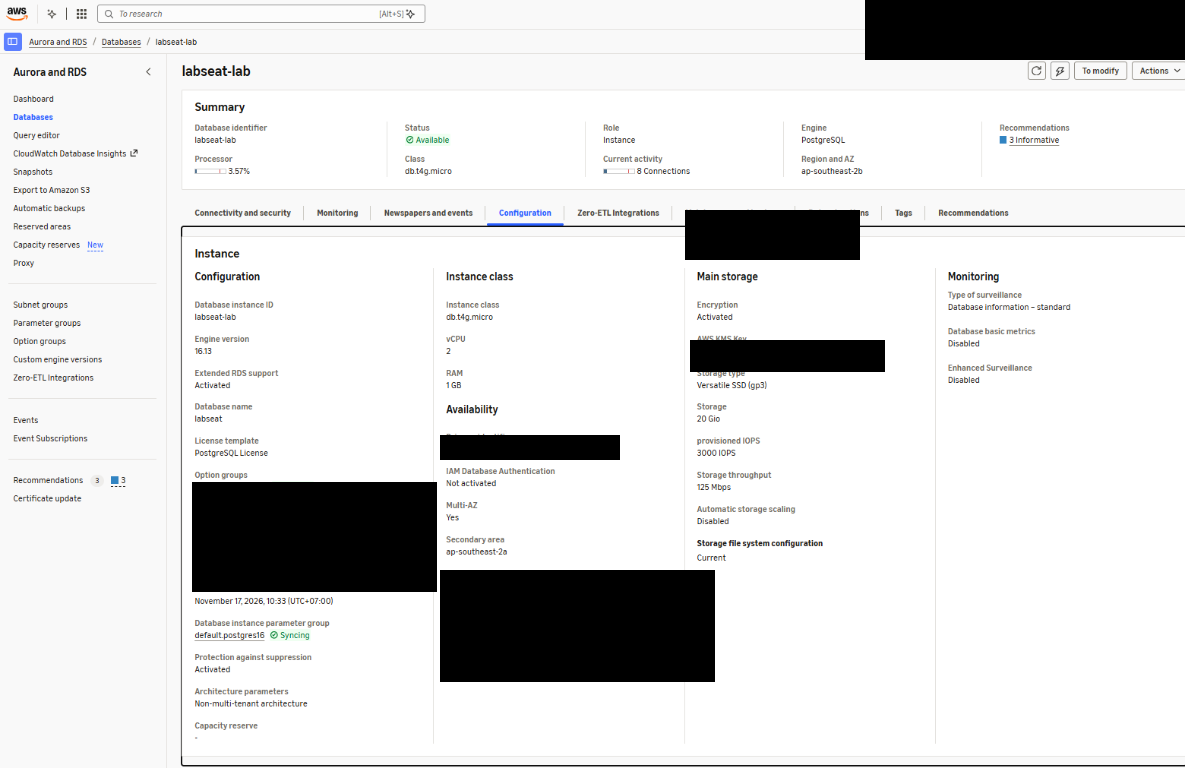 aws
To research
[Alt+S]
Aurora and RDS / Databases / labseat-lab
Aurora and RDS
Dashboard
Databases
Query editor
CloudWatch Database Insights
Snapshots
Export to Amazon S3
Automatic backups
Reserved areas
Capacity reserves New
Proxy
Subnet groups
Parameter groups
Option groups
Custom engine versions
Zero-ETL Integrations
Events
Event Subscriptions
Recommendations 3 3
Certificate update
labseat-lab
To modify
Actions
Summary
Database identifier
labseat-lab
Status
Available
Role
Instance
Engine
PostgreSQL
Recommendations
3 Informative
Processor
3.57%
Class
db.t4g.micro
Current activity
8 Connections
Region and AZ
ap-southeast-2b
Connectivity and security
Monitoring
Newspapers and events
Configuration
Zero-ETL Integrations
Tags
Recommendations
Instance
Configuration
Database instance ID
labseat-lab
Engine version
16.13
Extended RDS support
Activated
Database name
labseat
License template
PostgreSQL License
Option groups
November 17, 2026, 10:33 (UTC+07:00)
Database instance parameter group
default.postgres16 Syncing
Protection against suppression
Activated
Architecture parameters
Non-multi-tenant architecture
Capacity reserve
-
Instance class
Instance class
db.t4g.micro
vCPU
2
RAM
1 GB
Availability
IAM Database Authentication
Not activated
Multi-AZ
Yes
Secondary area
ap-southeast-2a
Main storage
Encryption
Activated
AWS KMS Key
Storage type
Versatile SSD (gp3)
Storage
20 Gio
provisioned IOPS
3000 IOPS
Storage throughput
125 Mbps
Automatic storage scaling
Disabled
Storage file system configuration
Current
Monitoring
Type of surveillance
Database information – standard
Database basic metrics
Disabled
Enhanced Surveillance
Disabled